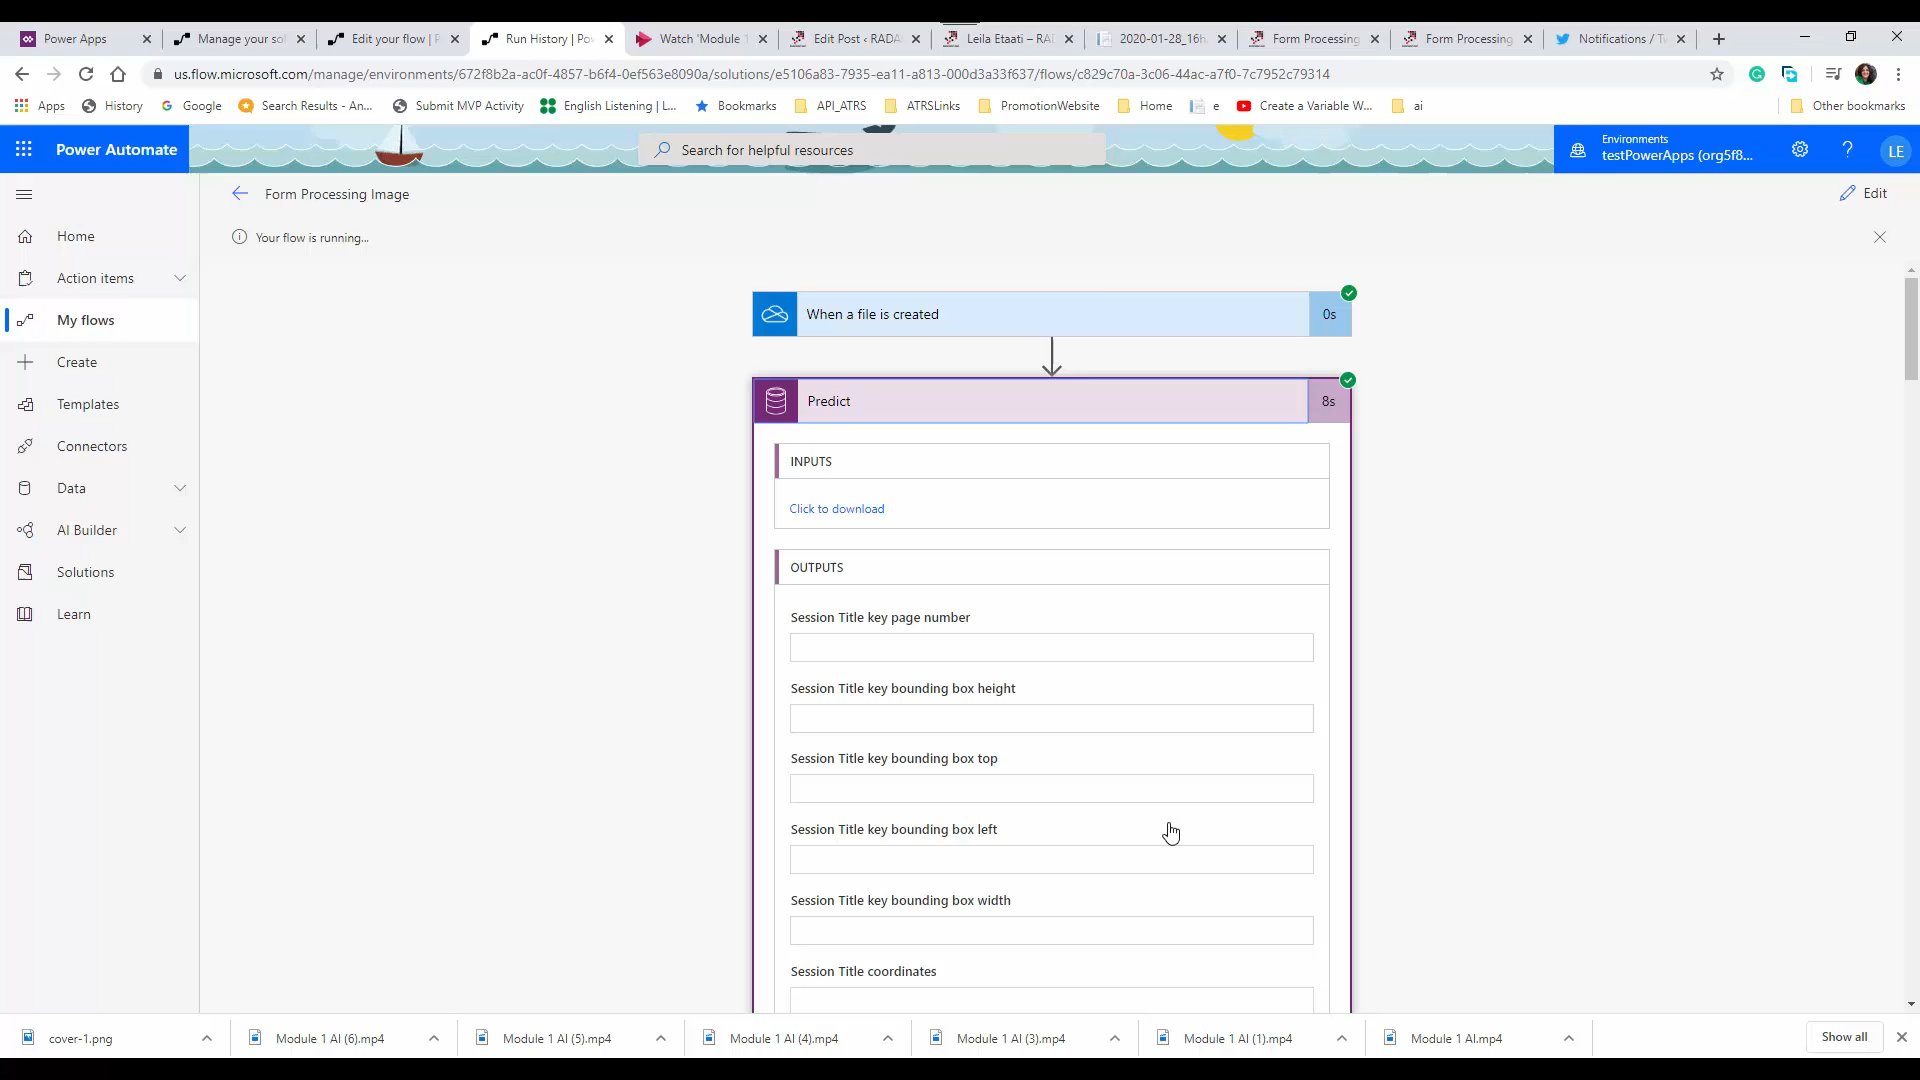 Power Apps
Manage your so
Edit your flow | P
Run History | Pow
Watch 'Module 1
Edit Post ‹ RADA
Leila Etaati – RA
2020-01-28_16h
Form Processing
Form Processing
Notifications / Tw
us.flow.microsoft.com/manage/environments/672f8b2a-ac0f-4857-b6f4-0ef563e8090a/solutions/e5106a83-7935-ea11-a813-000d3a33f637/flows/c829c70a-3c06-44ac-a7f0-7c7952c79314
Apps
History
Google
Search Results - An...
Submit MVP Activity
English Listening | L...
Bookmarks
API_ATRS
ATRSLinks
PromotionWebsite
Home
e
Create a Variable W...
ai
Other bookmarks
Power Automate
Search for helpful resources
Environments
testPowerApps (org5f8...
?
LE
Form Processing Image
Edit
Your flow is running...
Home
Action items
My flows
Create
Templates
Connectors
Data
AI Builder
Solutions
Learn
When a file is created
0s
Predict
8s
INPUTS
Click to download
OUTPUTS
Session Title key page number
Session Title key bounding box height
Session Title key bounding box top
Session Title key bounding box left
Session Title key bounding box width
Session Title coordinates
cover-1.png
Module 1 AI (6).mp4
Module 1 AI (5).mp4
Module 1 AI (4).mp4
Module 1 AI (3).mp4
Module 1 AI (1).mp4
Module 1 AI.mp4
Show all